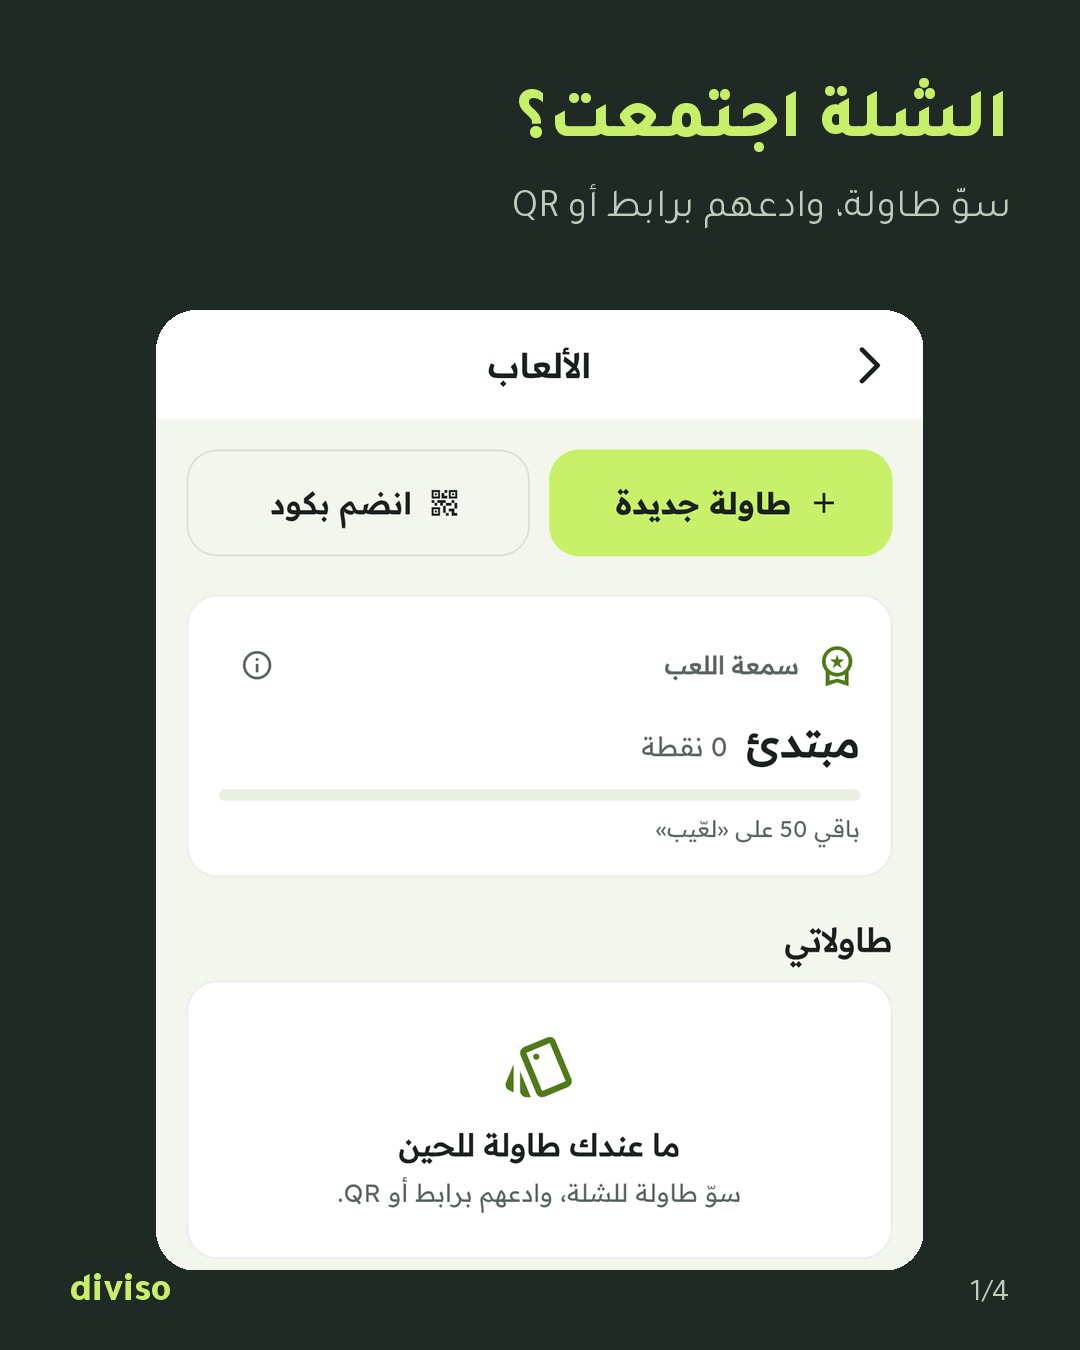 الشلة اجتمعت؟
سوّ طاولة، وادعهم برابط أو QR
الألعاب
+ طاولة جديدة
انضم بكود
سمعة اللعب
مبتدئ 0 نقطة
باقي 50 على «لعّيب»
طاولاتي
ما عندك طاولة للحين
سوّ طاولة للشلة، وادعهم برابط أو QR.
diviso
1/4